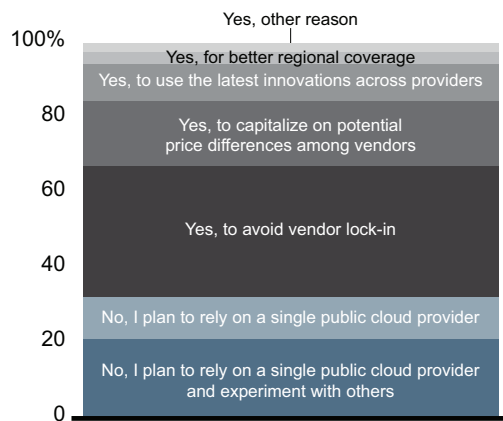 Yes, other reason
100%
Yes, for better regional coverage
Yes, to use the latest innovations across providers
80
Yes, to capitalize on potential
price differences among vendors
60
Yes, to avoid vendor lock-in
40
No, I plan to rely on a single public cloud provider
20
No, I plan to rely on a single public cloud provider
and experiment with others
0